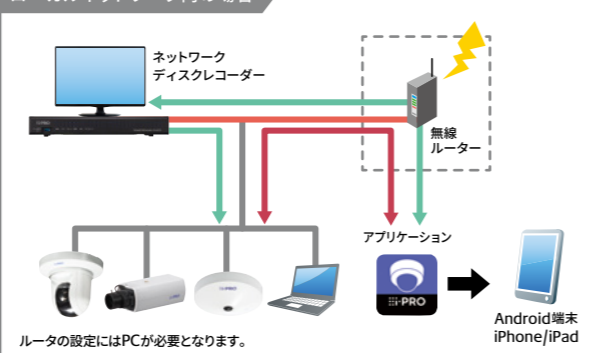 ネットワーク
ディスクレコーダー
無線
ルーター
アプリケーション
i-PRO
Android端末
iPhone/iPad
ルータの設定にはPCが必要となります。